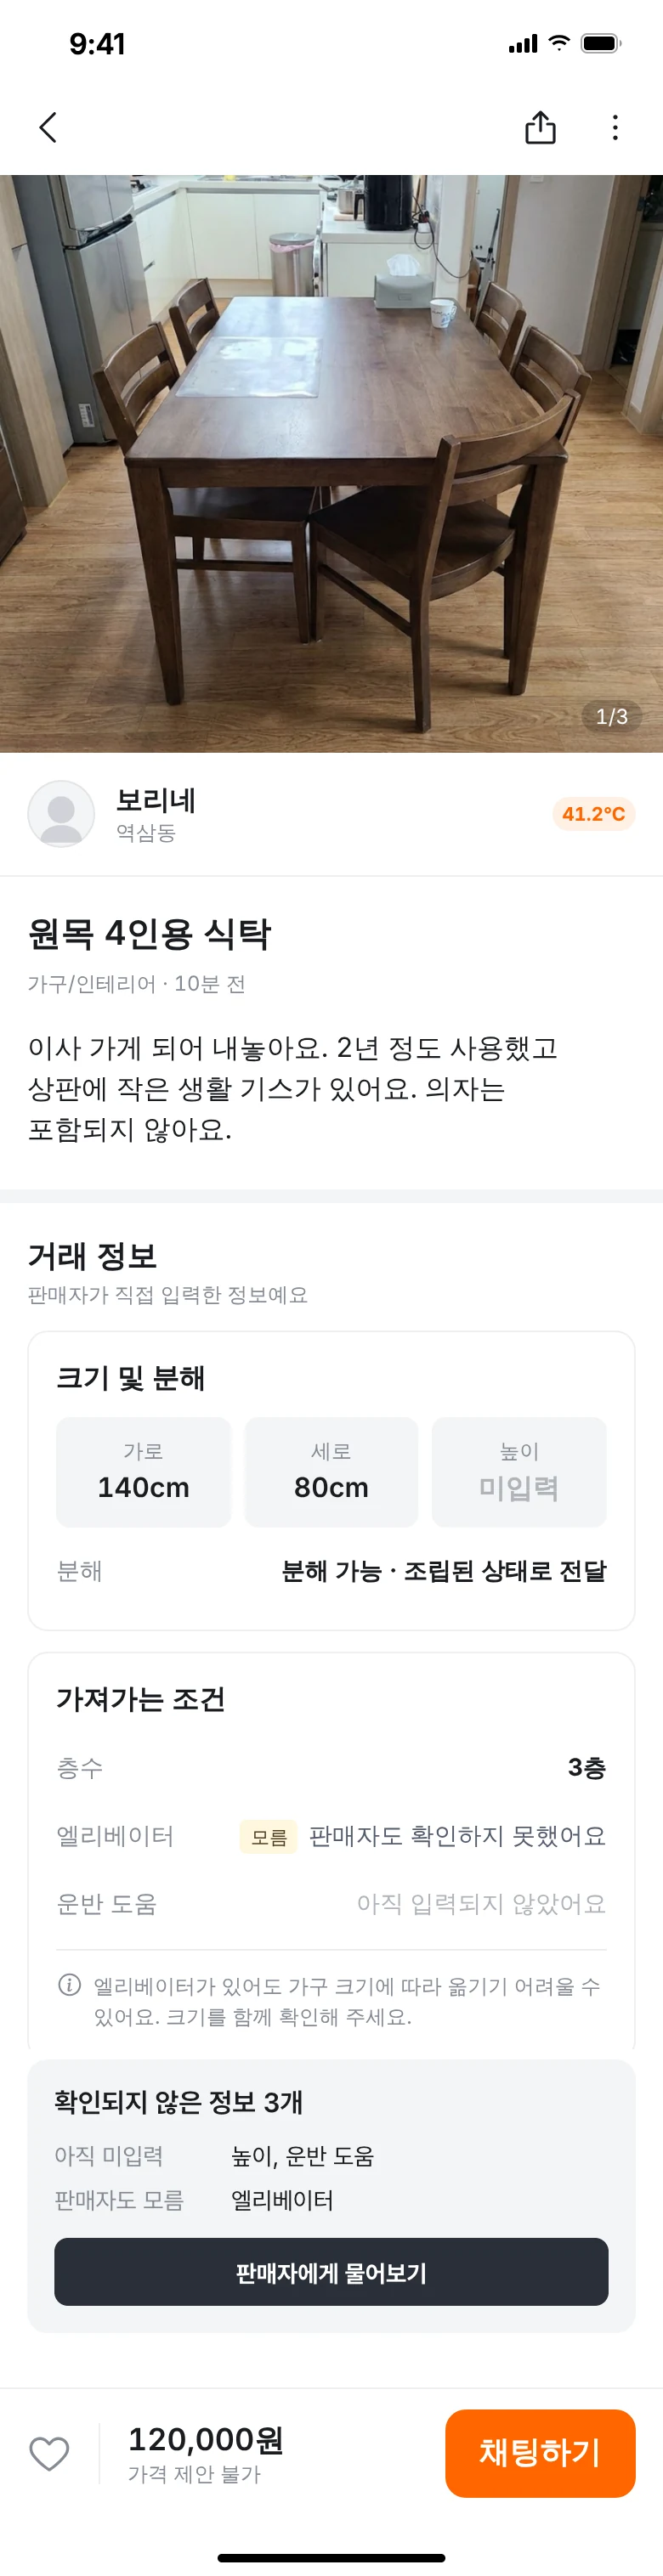 9:41
1/3
보리네
역삼동
41.2°C
원목 4인용 식탁
가구/인테리어 · 10분 전
이사 가게 되어 내놓아요. 2년 정도 사용했고
상판에 작은 생활 기스가 있어요. 의자는
포함되지 않아요.
거래 정보
판매자가 직접 입력한 정보예요
크기 및 분해
가로
세로
높이
140cm
80cm
미입력
분해
분해 가능 · 조립된 상태로 전달
가져가는 조건
층수
3층
엘리베이터
모름 판매자도 확인하지 못했어요
운반 도움
아직 입력되지 않았어요
엘리베이터가 있어도 가구 크기에 따라 옮기기 어려울 수
있어요. 크기를 함께 확인해 주세요.
확인되지 않은 정보 3개
아직 미입력
높이, 운반 도움
판매자도 모름
엘리베이터
판매자에게 물어보기
120,000원
가격 제안 불가
채팅하기